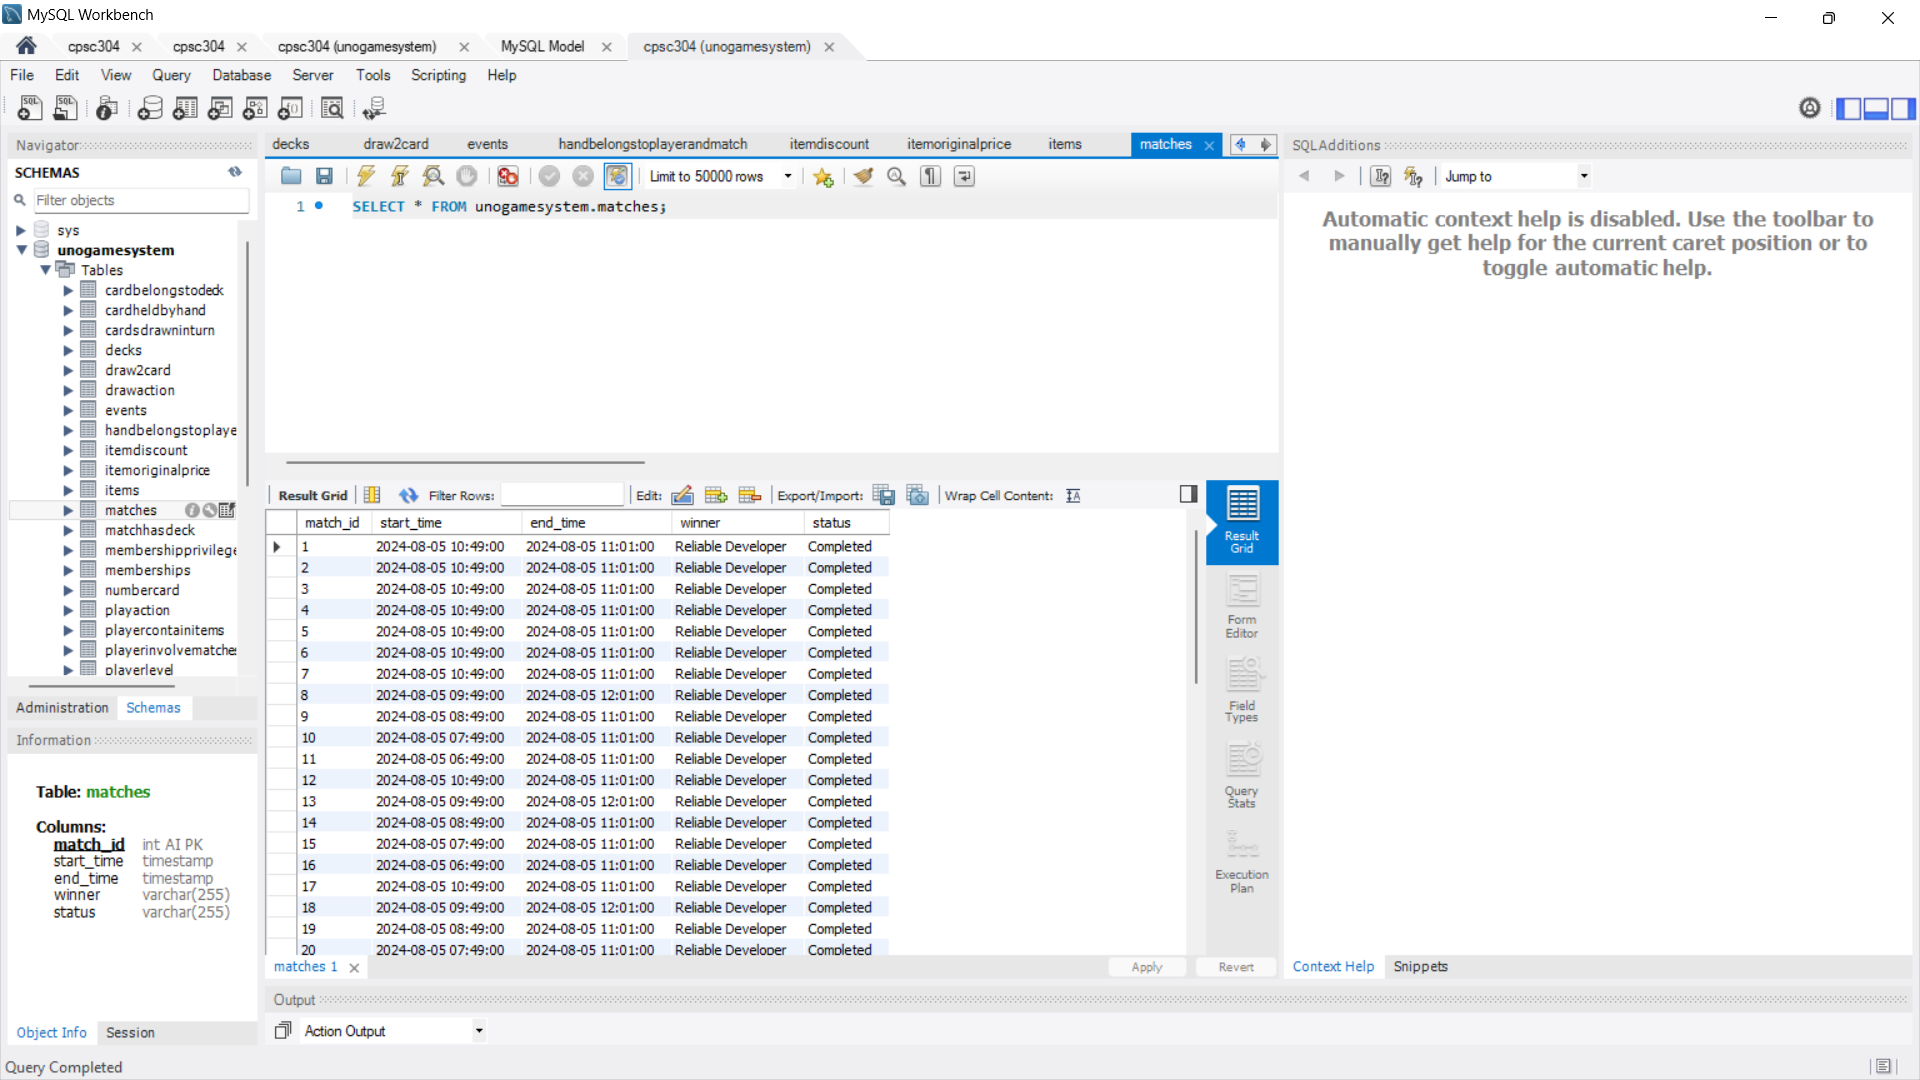 MySQL Workbench
cpsc304
cpsc304
cpsc304 (unogamesystem)
MySQL Model
cpsc304 (unogamesystem)
File Edit View Query Database Server Tools Scripting Help
Navigator
SCHEMAS
Filter objects
sys
unogamesystem
Tables
cardbelongstodeck
cardheldbyhand
cardsdrawninturn
decks
draw2card
drawaction
events
handbelongstoplaye
itemdiscount
itemoriginalprice
items
matches
matchhasdeck
membershipprivilege
memberships
numbercard
playaction
playercontainitems
playerinvolvematche
playerlevel
Administration Schemas
Information
Table: matches
Columns:
match_id int AI PK
start_time timestamp
end_time timestamp
winner varchar(255)
status varchar(255)
Object Info Session
Query Completed
decks draw2card events handbelongstoplayerandmatch itemdiscount itemoriginalprice items matches
Limit to 50000 rows
1 SELECT * FROM unogamesystem.matches;
Result Grid Filter Rows: Edit: Export/Import: Wrap Cell Content: IA
match_id start_time end_time winner status
1 2024-08-05 10:49:00 2024-08-05 11:01:00 Reliable Developer Completed
2 2024-08-05 10:49:00 2024-08-05 11:01:00 Reliable Developer Completed
3 2024-08-05 10:49:00 2024-08-05 11:01:00 Reliable Developer Completed
4 2024-08-05 10:49:00 2024-08-05 11:01:00 Reliable Developer Completed
5 2024-08-05 10:49:00 2024-08-05 11:01:00 Reliable Developer Completed
6 2024-08-05 10:49:00 2024-08-05 11:01:00 Reliable Developer Completed
7 2024-08-05 10:49:00 2024-08-05 11:01:00 Reliable Developer Completed
8 2024-08-05 09:49:00 2024-08-05 12:01:00 Reliable Developer Completed
9 2024-08-05 08:49:00 2024-08-05 11:01:00 Reliable Developer Completed
10 2024-08-05 07:49:00 2024-08-05 11:01:00 Reliable Developer Completed
11 2024-08-05 06:49:00 2024-08-05 11:01:00 Reliable Developer Completed
12 2024-08-05 10:49:00 2024-08-05 11:01:00 Reliable Developer Completed
13 2024-08-05 09:49:00 2024-08-05 12:01:00 Reliable Developer Completed
14 2024-08-05 08:49:00 2024-08-05 11:01:00 Reliable Developer Completed
15 2024-08-05 07:49:00 2024-08-05 11:01:00 Reliable Developer Completed
16 2024-08-05 06:49:00 2024-08-05 11:01:00 Reliable Developer Completed
17 2024-08-05 10:49:00 2024-08-05 11:01:00 Reliable Developer Completed
18 2024-08-05 09:49:00 2024-08-05 12:01:00 Reliable Developer Completed
19 2024-08-05 08:49:00 2024-08-05 11:01:00 Reliable Developer Completed
20 2024-08-05 07:49:00 2024-08-05 11:01:00 Reliable Developer Completed
Result
Grid
Form
Editor
Field
Types
Query
Stats
Execution
Plan
matches 1
Apply Revert
Output
Action Output
SQLAdditions
Jump to
Automatic context help is disabled. Use the toolbar to
manually get help for the current caret position or to
toggle automatic help.
Context Help Snippets